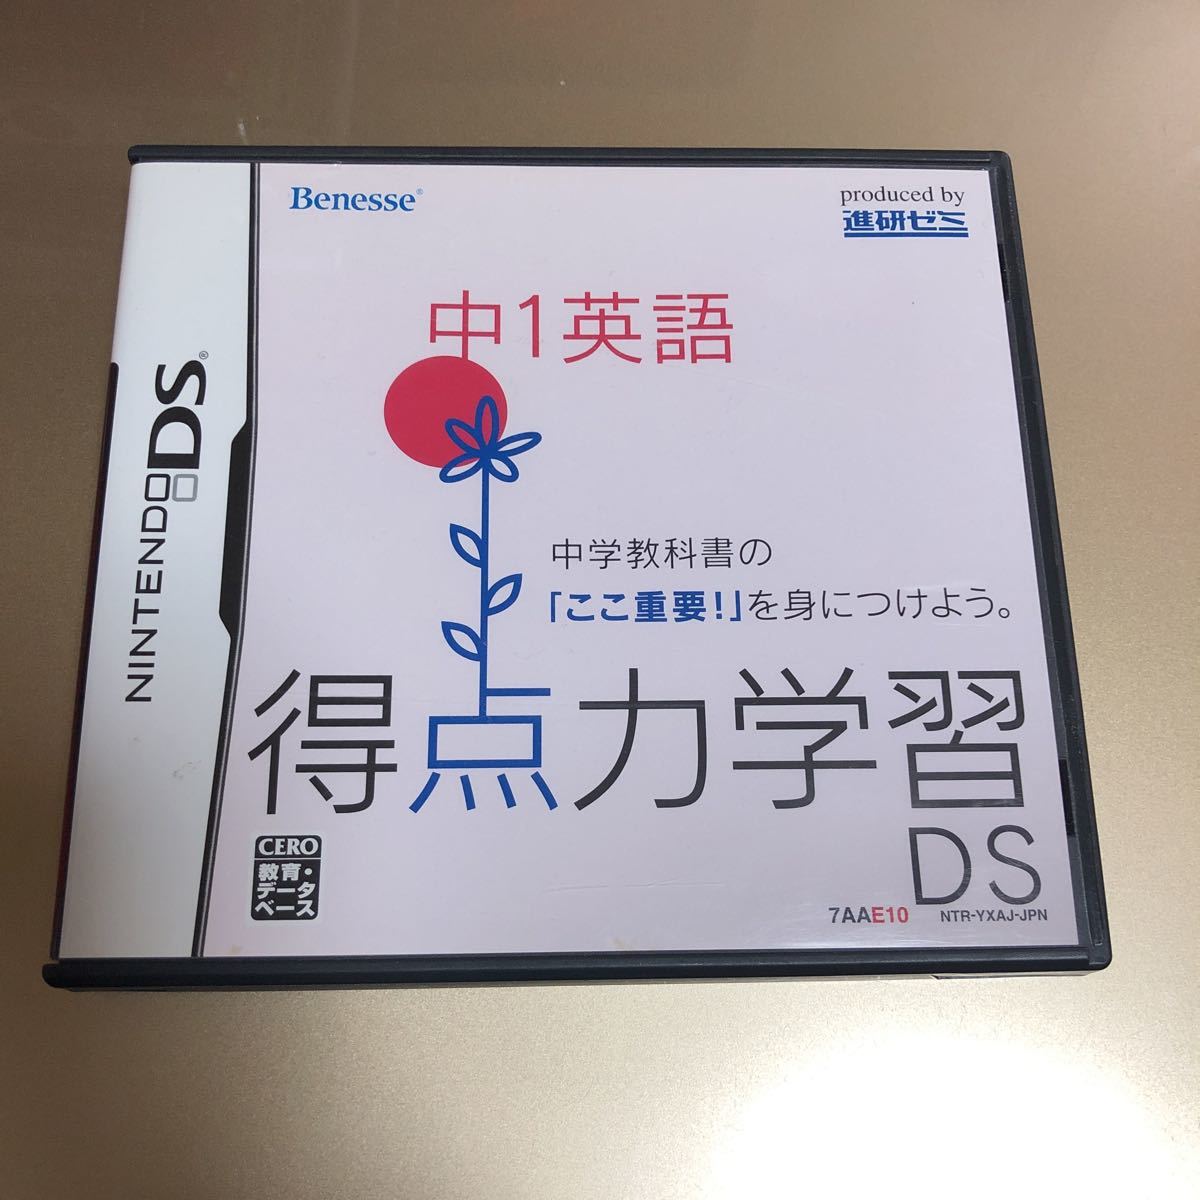 Benesse®
produced by
進研ゼミ
中1英語
NINTENDO DS®
中学教科書の
「ここ重要!」を身につけよう。
得点力学習
DS
CERO
教育・
データ
ベース
7AAE10
NTR-YXAJ-JPN